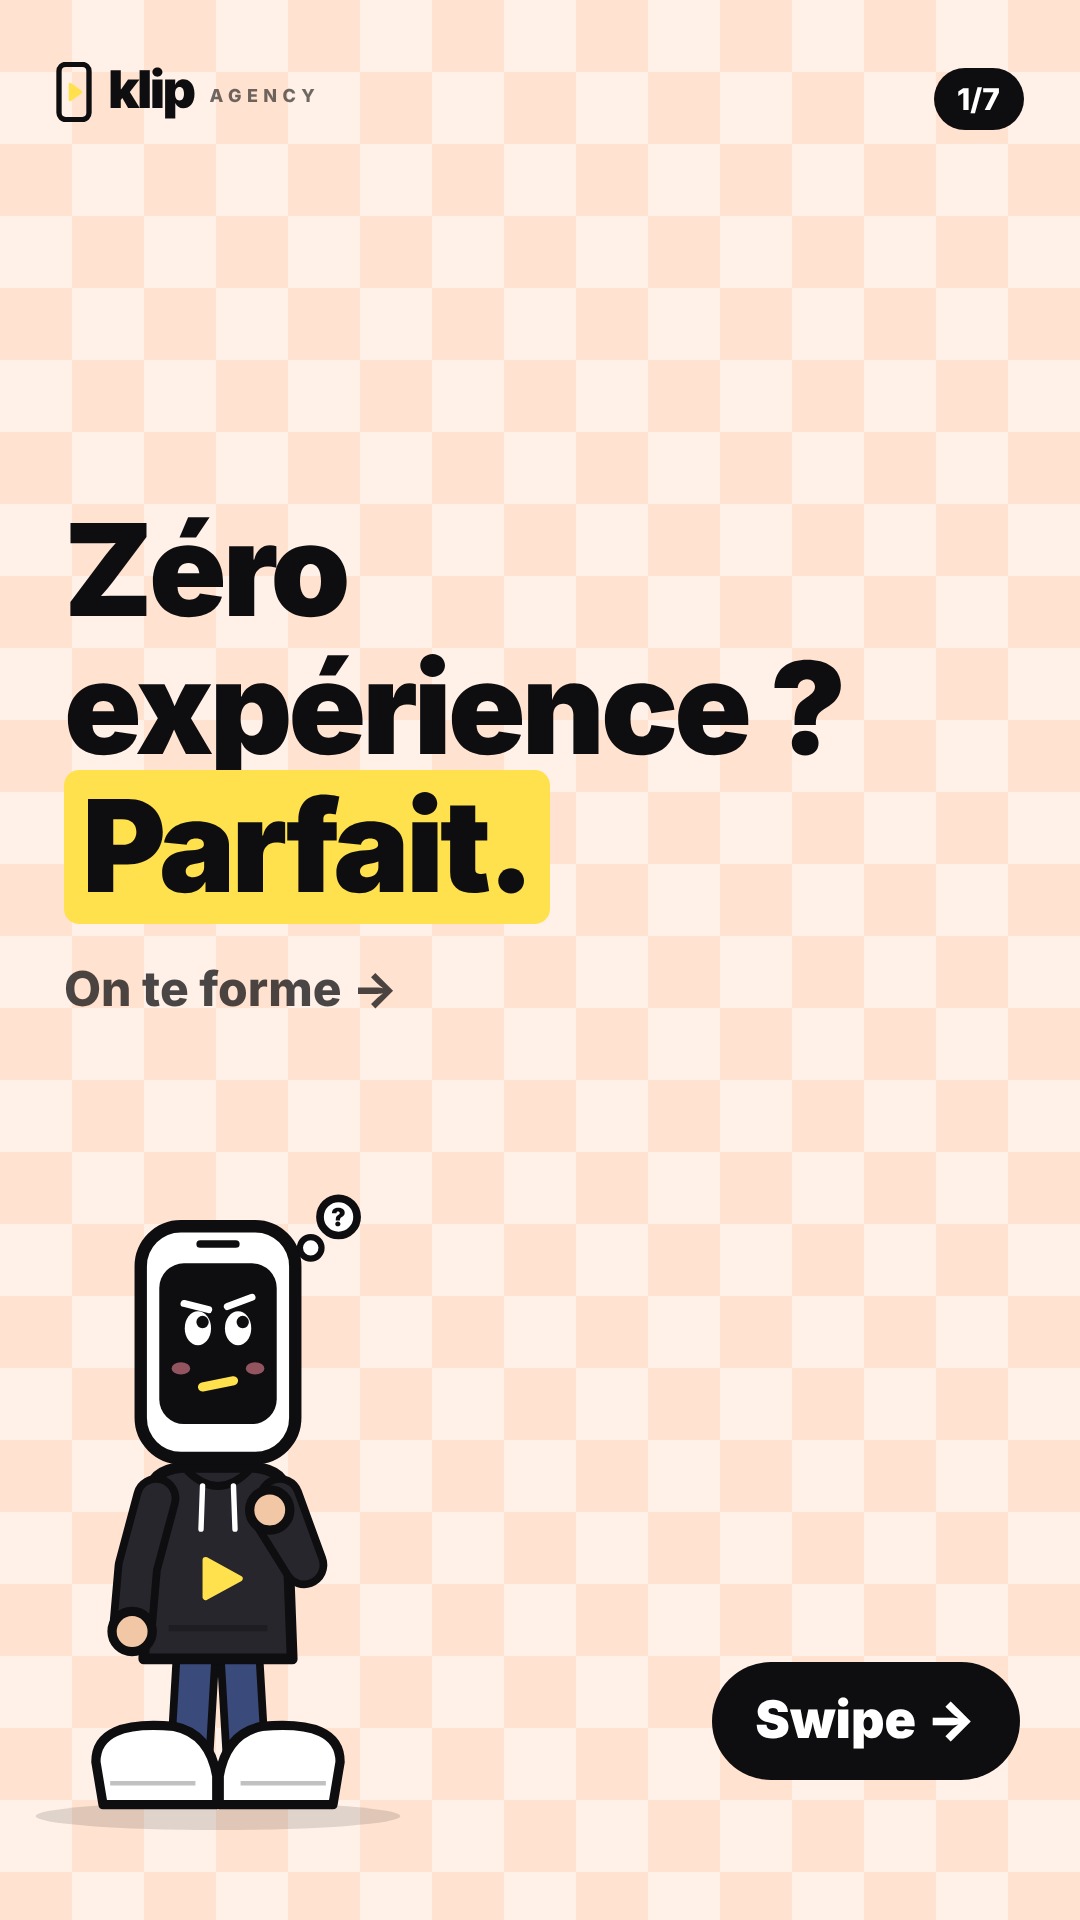 klip AGENCY
1/7
Zéro
expérience ?
Parfait.
On te forme →
?
Swipe →